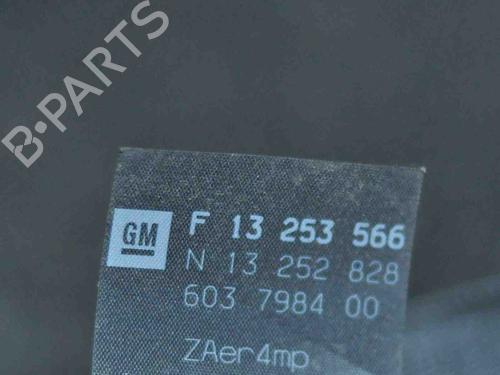 B-PARTS
GM
F 13 253 566
N 13 252 828
603 7984 00
ZAer4mp